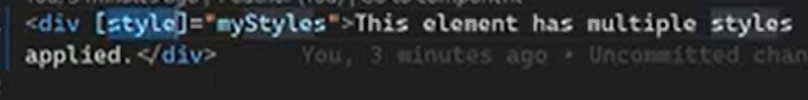 <div [style]="myStyles">This element has multiple styles
applied.</div> You, 3 minutes ago • Uncommitted chan